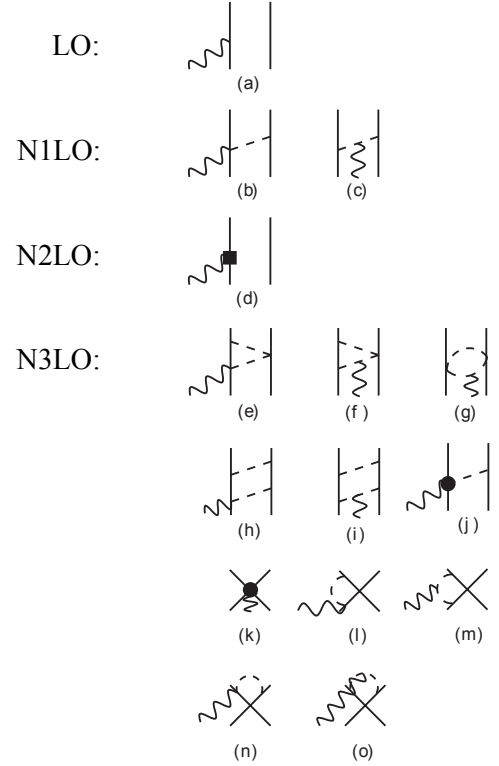 LO:
(a)
N1LO:
(b) (c)
N2LO:
(d)
N3LO:
(e) (f) (g)
(h) (i) (j)
(k) (l) (m)
(n) (o)